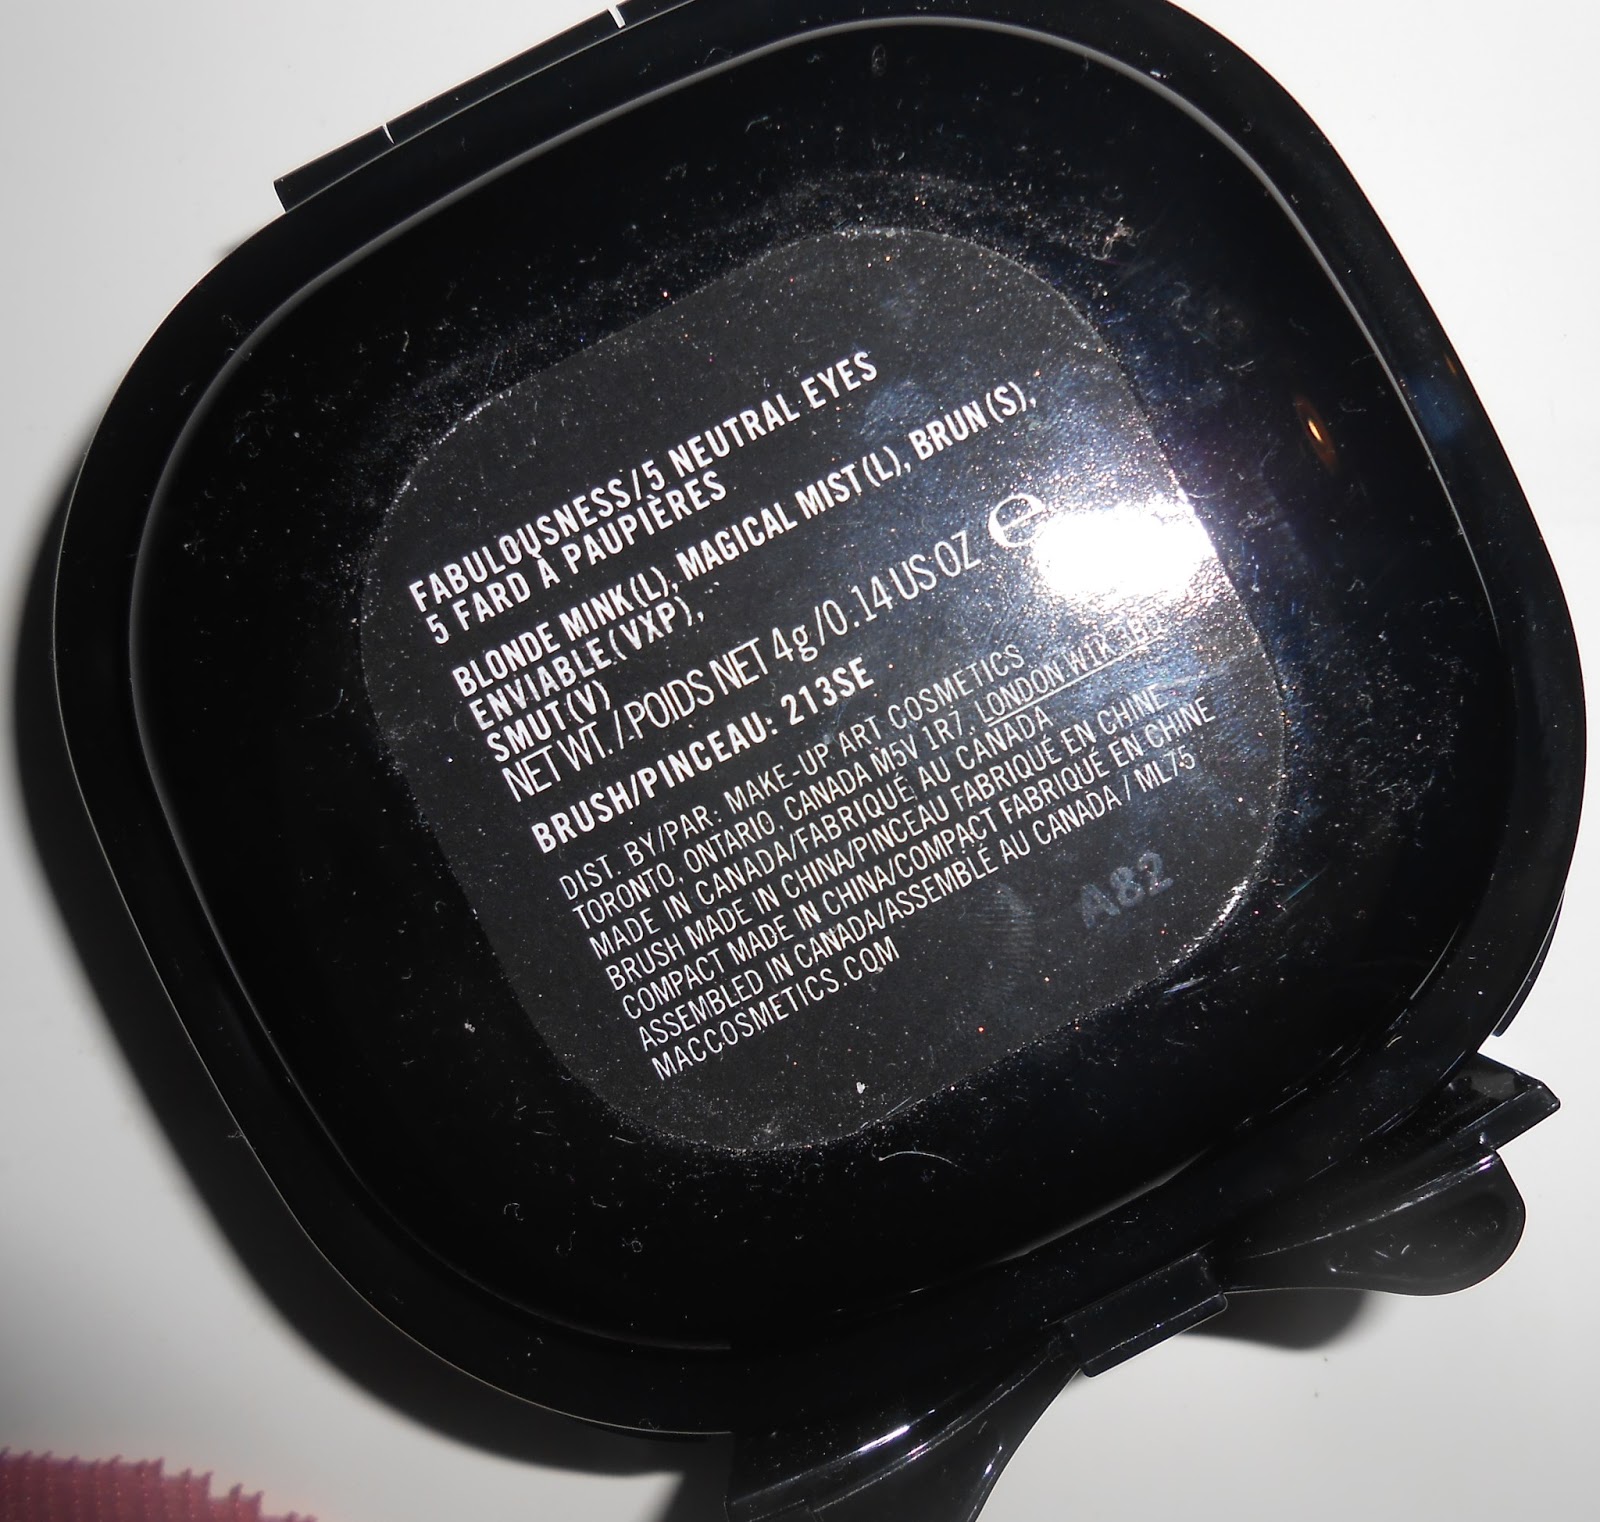 FABULOUSNESS/5 NEUTRAL EYES
5 FARD À PAUPIÈRES
BLONDE MINK(L), MAGICAL MIST(L), BRUN(S),
ENVIABLE(VXP),
SMUT(V)
NET WT./POIDS NET 4g/0.14 US OZ e
BRUSH/PINCEAU: 213SE
DIST. BY/PAR: MAKE-UP ART COSMETICS
TORONTO, ONTARIO, CANADA M5V 1R7, LONDON W1K
MADE IN CANADA/FABRIQUÉ AU CANADA
BRUSH MADE IN CHINA/PINCEAU FABRIQUÉ EN CHINE
COMPACT MADE IN CHINA/COMPACT FABRIQUÉ EN CHINE
ASSEMBLED IN CANADA/ASSEMBLÉ AU CANADA / ML75
MACCOSMETICS.COM
A82